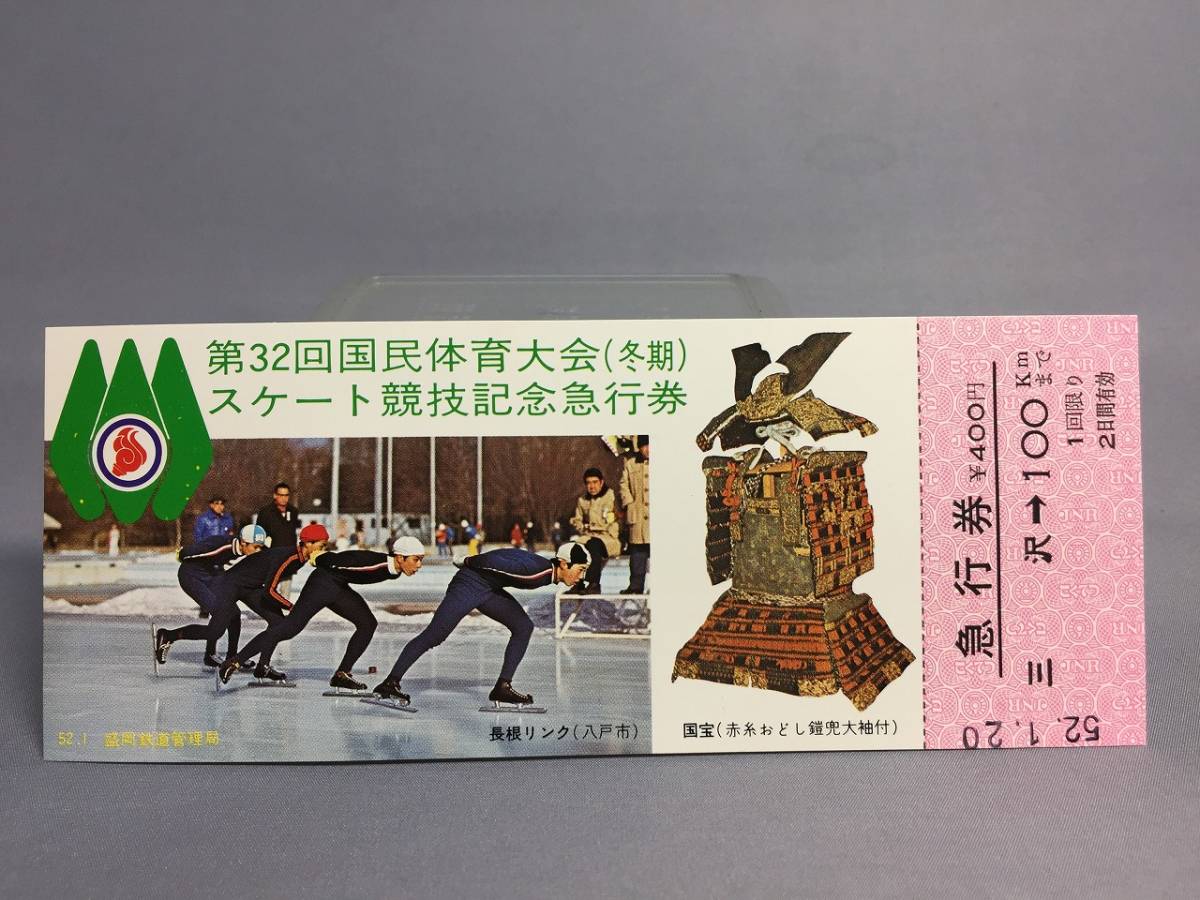 第32回国民体育大会(冬期)
スケート競技記念急行券
52.1 盛岡鉄道管理局
長根リンク(八戸市)
国宝(赤糸おどし鎧兜大袖付)
急行券 ¥400円
三沢→100Kmまで
1回限り
2日間有効
52.1.20
JNR